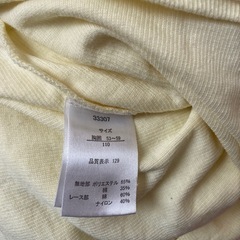 33307
サイズ
胸囲 53~59
110
品質表示 128
無地部 ポリエステル 65%
綿 35%
レース部 綿 60%
ナイロン 40%